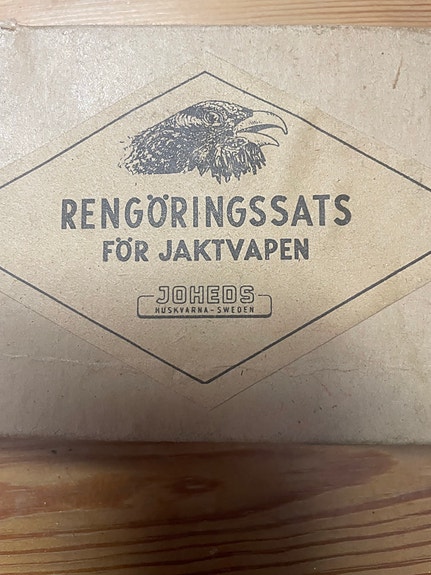 RENGÖRINGSSATS
FÖR JAKTVAPEN
JOHEDS
HUSKVARNA-SWEDEN